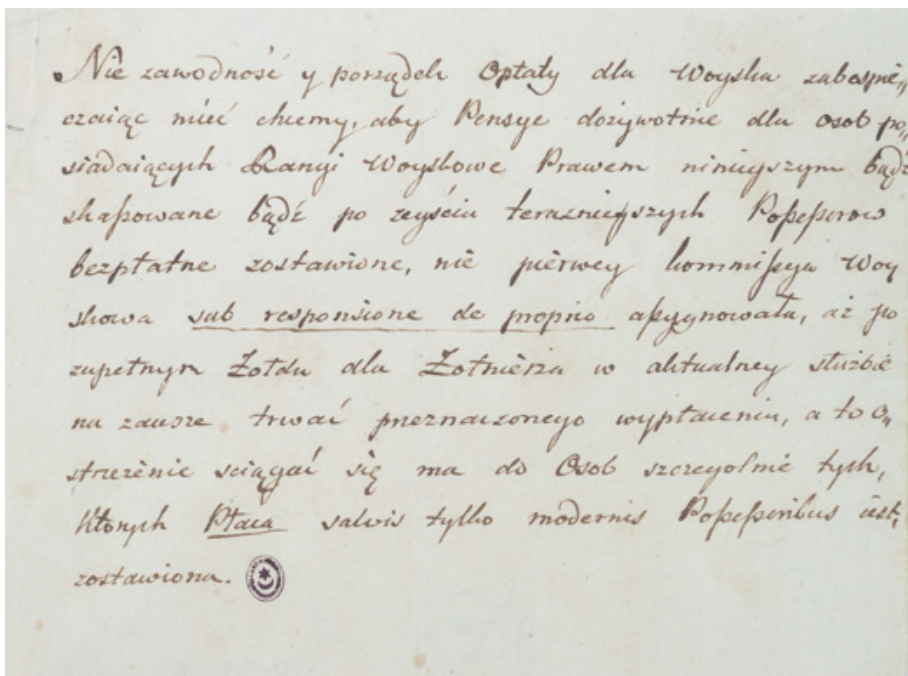 Nie zawodność y porządek Opłaty dla Woyska zabespie„
czaiąc mieć chcemy, aby Pensye dożywotnie dla osob po„
siadaiących Rangi Woyskowe Prawem ninieyszym bądź
skaßowane bądź po zeyściu teraznieyszych Poßeßorow
bezpłatne zostawione, nie pierwey kommißya Woy
skowa sub responsione de proprio aßygnowała, aż po
zupełnym Żołdu dla Żołnierza w aktualney służbie
na zawsze trwać przeznaczonego wypłaceniu, a to o„
strzeżenie sciągać się ma do Osob szczegolnie tych,
Których Płaca salvis tylko modernis Poßeßoribus iest
zostawiona.